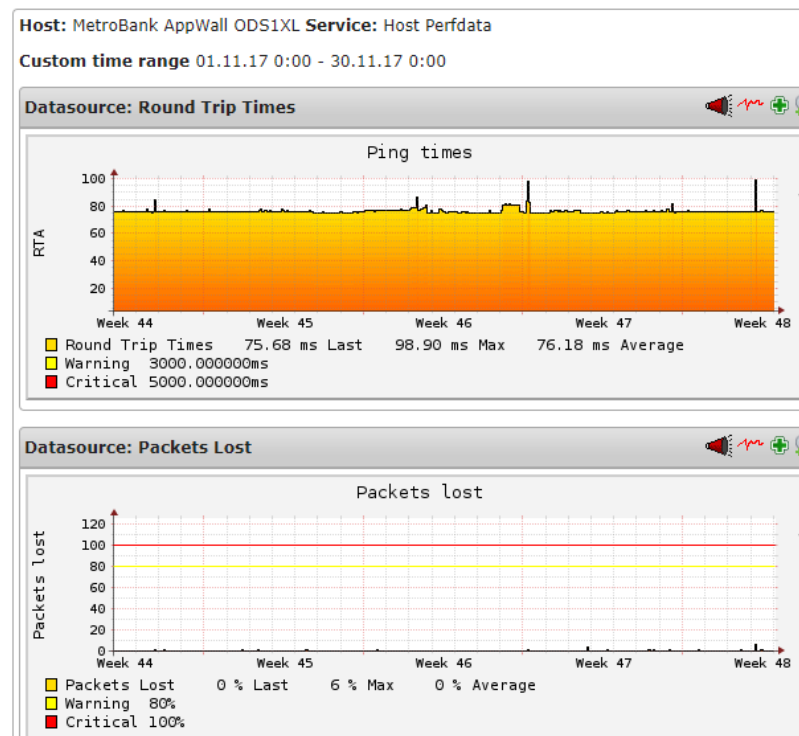 Host: MetroBank AppWall ODS1XL Service: Host Perfdata
Custom time range 01.11.17 0:00 - 30.11.17 0:00
Datasource: Round Trip Times
Ping times
RTA
100
80
60
40
20
Week 44 Week 45 Week 46 Week 47 Week 48
Round Trip Times 75.68 ms Last 98.90 ms Max 76.18 ms Average
Warning 3000.000000ms
Critical 5000.000000ms
Datasource: Packets Lost
Packets lost
Packets lost
120
100
80
60
40
20
0
Week 44 Week 45 Week 46 Week 47 Week 48
Packets Lost 0 % Last 6 % Max 0 % Average
Warning 80%
Critical 100%